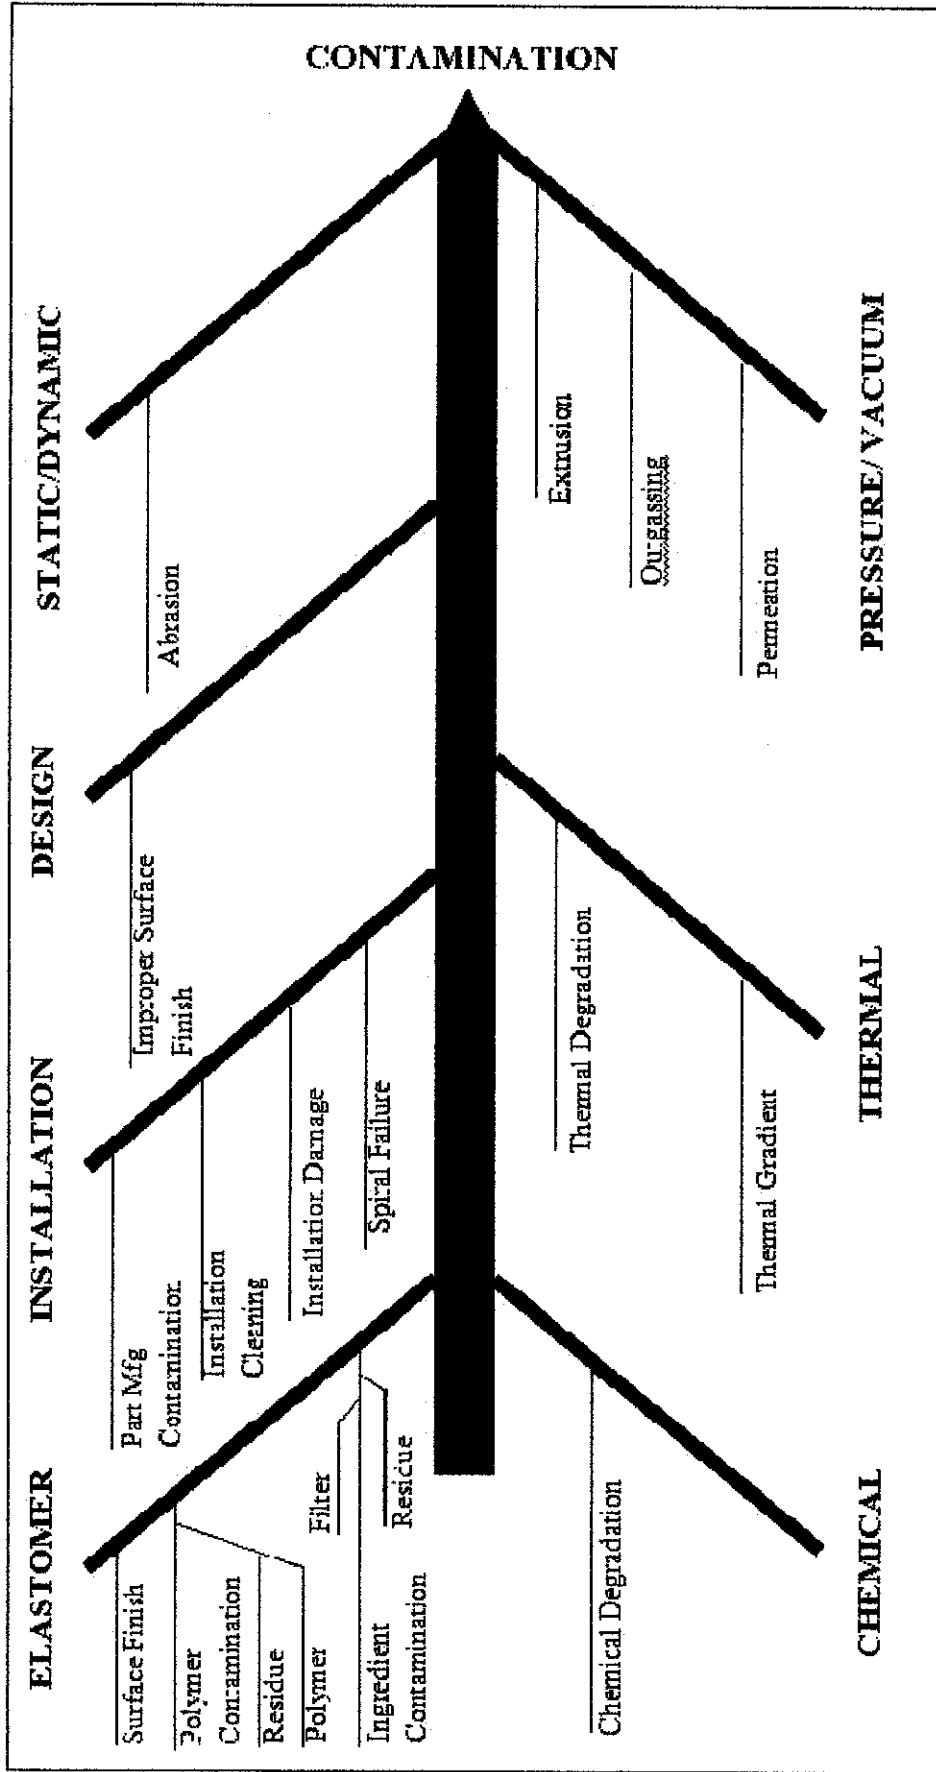 CONTAMINATION
ELASTOMER
INSTALLATION
DESIGN
STATIC/DYNAMIC
Surface Finish
Polymer
Contamination
Residue
Polymer
Ingredient
Contamination
Filter
Residue
Part Mfg
Contamination
Installation
Cleaning
Installation Damage
Spiral Failure
Improper Surface
Finish
Abrasion
Chemical Degradation
Thermal Degradation
Thermal Gradient
Extrusion
Outgassing
Permeation
CHEMICAL
THERMAL
PRESSURE/VACUUM